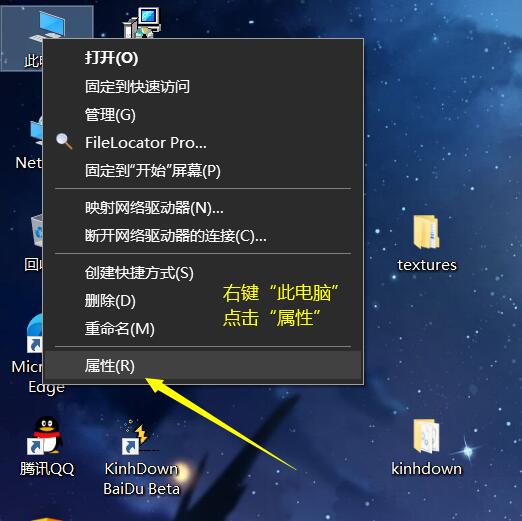 此电
打开(O)
固定到快速访问
管理(G)
FileLocator Pro...
固定到"开始"屏幕(P)
映射网络驱动器(N)...
断开网络驱动器的连接(C)...
创建快捷方式(S)
删除(D)
重命名(M)
属性(R)
右键“此电脑”
点击“属性”
Net
回收
Micros
Edge
textures
腾讯QQ
KinhDown
BaiDu Beta
kinhdown